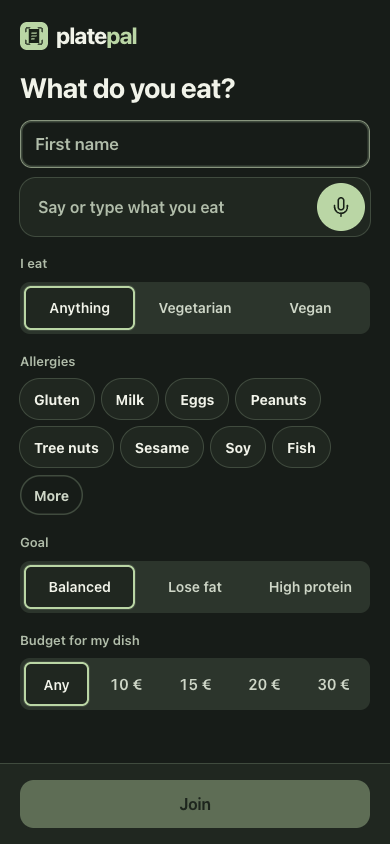 platepal
What do you eat?
First name
Say or type what you eat
I eat
Anything Vegetarian Vegan
Allergies
Gluten Milk Eggs Peanuts
Tree nuts Sesame Soy Fish
More
Goal
Balanced Lose fat High protein
Budget for my dish
Any 10 € 15 € 20 € 30 €
Join